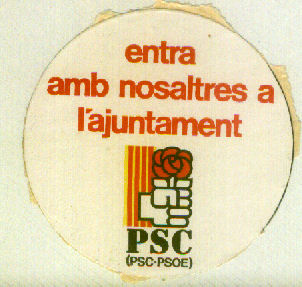 entra
amb nosaltres a
l'ajuntament
PSC
(PSC-PSOE)